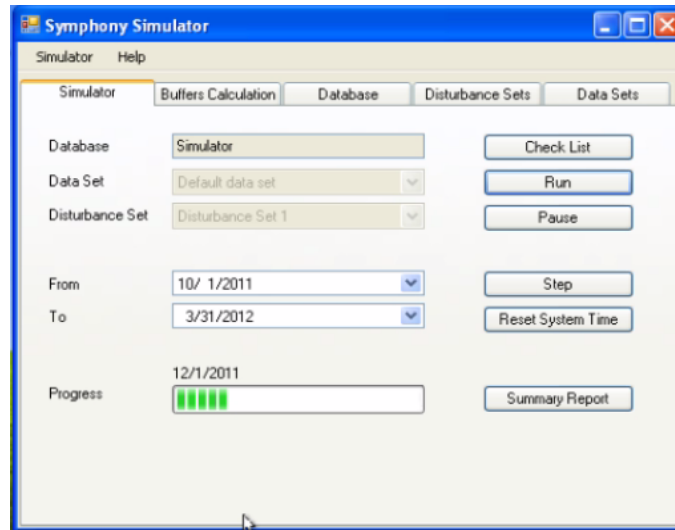 Symphony Simulator
Simulator Help
Simulator Buffers Calculation Database Disturbance Sets Data Sets
Database Simulator Check List
Data Set Default data set Run
Disturbance Set Disturbance Set 1 Pause
From 10/ 1/2011 Step
To 3/31/2012 Reset System Time
12/1/2011
Progress Summary Report